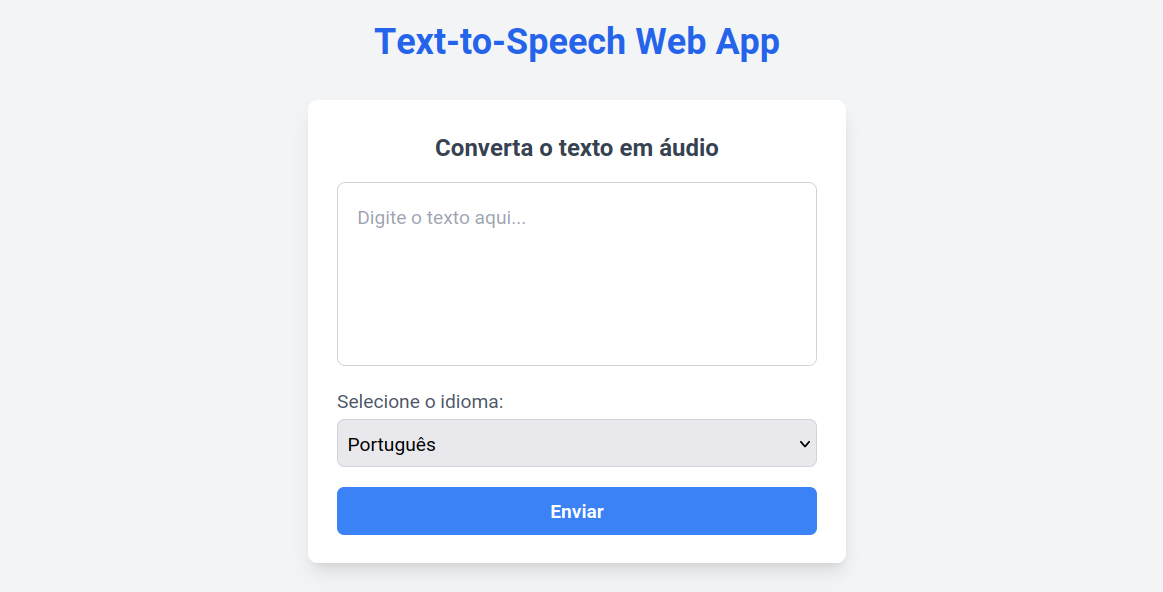 Text-to-Speech Web App
Converta o texto em áudio
Digite o texto aqui...
Selecione o idioma:
Português
Enviar